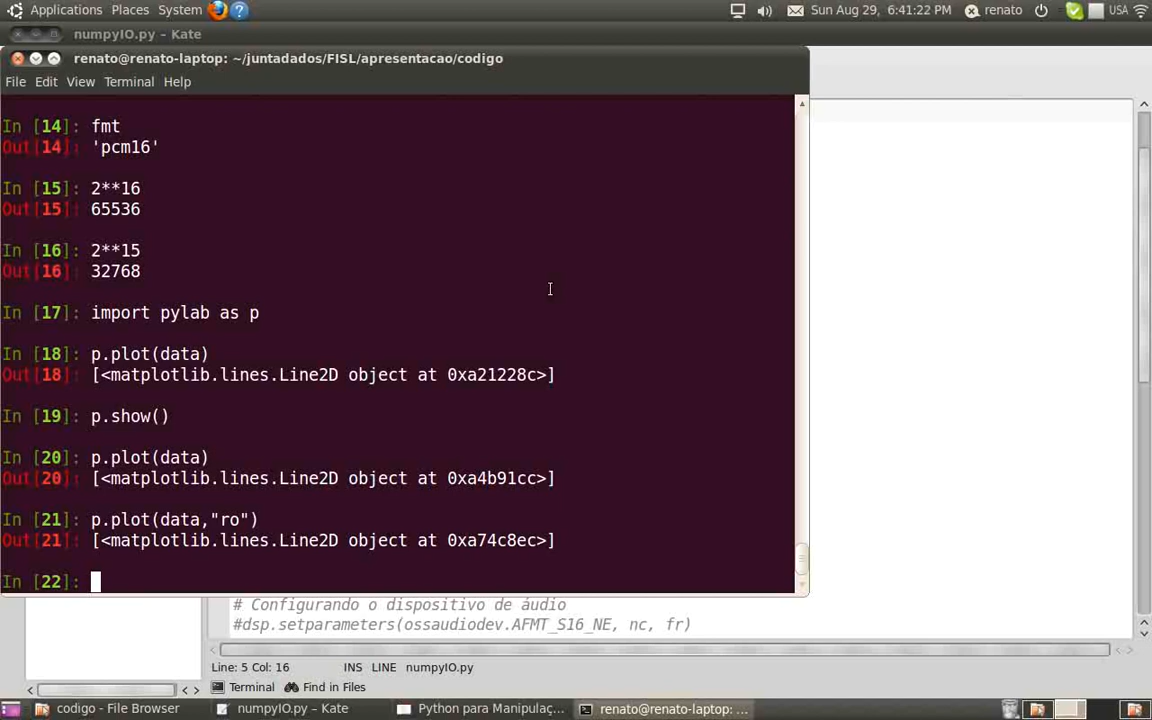 Applications Places System ? Sun Aug 29, 6:41:22 PM renato USA
numpyIO.py – Kate
renato@renato-laptop: ~/juntadados/FISL/apresentacao/codigo
File Edit View Terminal Help
In [14]: fmt
Out[14]: 'pcm16'
In [15]: 2**16
Out[15]: 65536
In [16]: 2**15
Out[16]: 32768
In [17]: import pylab as p
In [18]: p.plot(data)
Out[18]: [<matplotlib.lines.Line2D object at 0xa21228c>]
In [19]: p.show()
In [20]: p.plot(data)
Out[20]: [<matplotlib.lines.Line2D object at 0xa4b91cc>]
In [21]: p.plot(data,"ro")
Out[21]: [<matplotlib.lines.Line2D object at 0xa74c8ec>]
In [22]:
# Configurando o dispositivo de áudio
#dsp.setparameters(ossaudiodev.AFMT_S16_NE, nc, fr)
Line: 5 Col: 16 INS LINE numpyIO.py
Terminal Find in Files
codigo - File Browser numpyIO.py – Kate Python para Manipulaç... renato@renato-laptop: ...